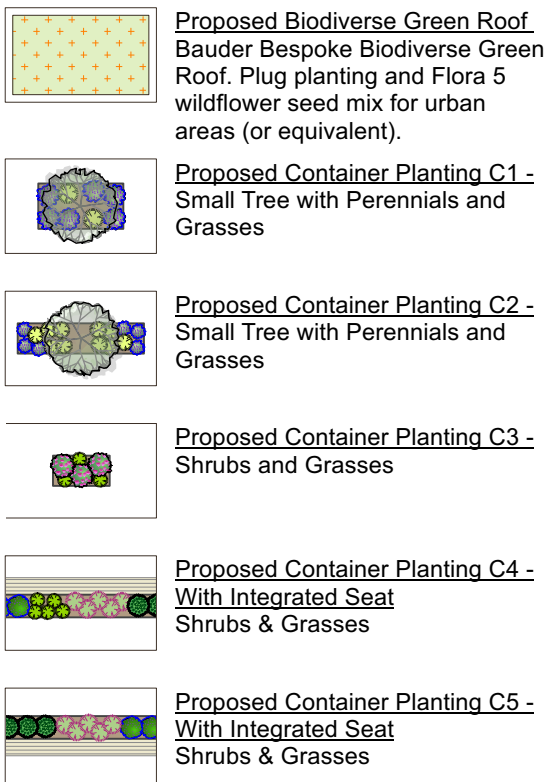 Proposed Biodiverse Green Roof
Bauder Bespoke Biodiverse Green
Roof. Plug planting and Flora 5
wildflower seed mix for urban
areas (or equivalent).
Proposed Container Planting C1 -
Small Tree with Perennials and
Grasses
Proposed Container Planting C2 -
Small Tree with Perennials and
Grasses
Proposed Container Planting C3 -
Shrubs and Grasses
Proposed Container Planting C4 -
With Integrated Seat
Shrubs & Grasses
Proposed Container Planting C5 -
With Integrated Seat
Shrubs & Grasses